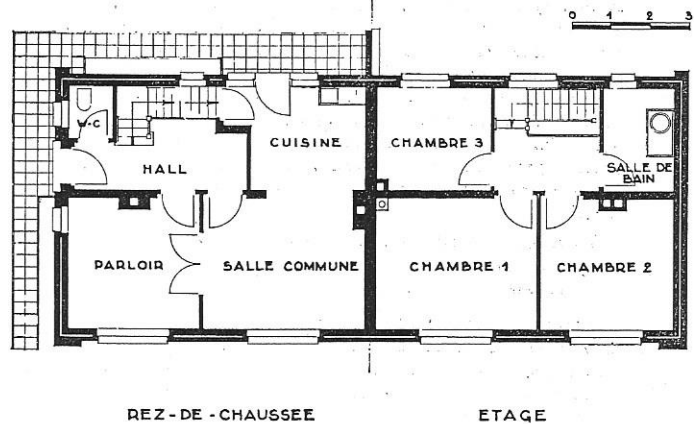 0 1 2 3
W-C
CUISINE
CHAMBRE 3
HALL
SALLE DE
BAIN
PARLOIR
SALLE COMMUNE
CHAMBRE 1
CHAMBRE 2
REZ-DE-CHAUSSEE
ETAGE